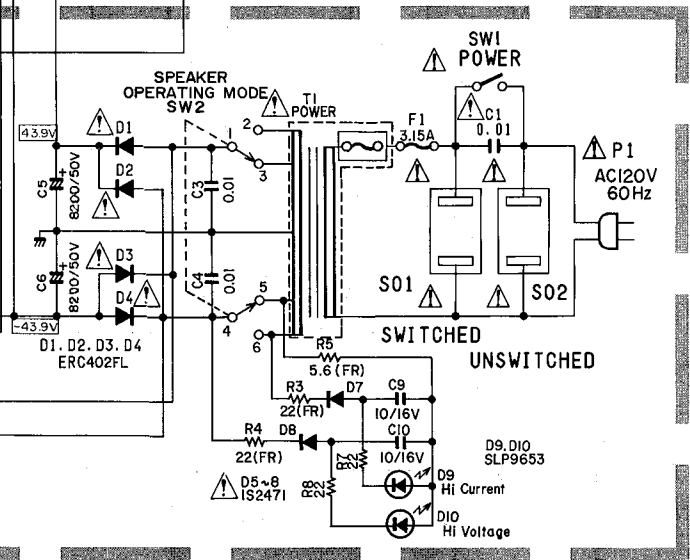 SW1
POWER
SPEAKER
OPERATING MODE
SW2
T1
POWER
F1
3.15A
C1
0.01
P1
AC120V
60Hz
43.9V
D1
D2
D3
D4
1
2
3
4
5
6
C3
0.01
C4
0.01
C5
8200/50V
+
C6
8200/50V
+
-43.9V
D1. D2. D3. D4
ERC402FL
SO1
SO2
SWITCHED
UNSWITCHED
R5
5.6(FR)
R3
22(FR)
D7
C9
10/16V
R4
22(FR)
D8
C10
10/16V
R7
22
R8
22
D5~8
1S2471
D9
Hi Current
D10
Hi Voltage
D9.D10
SLP9653